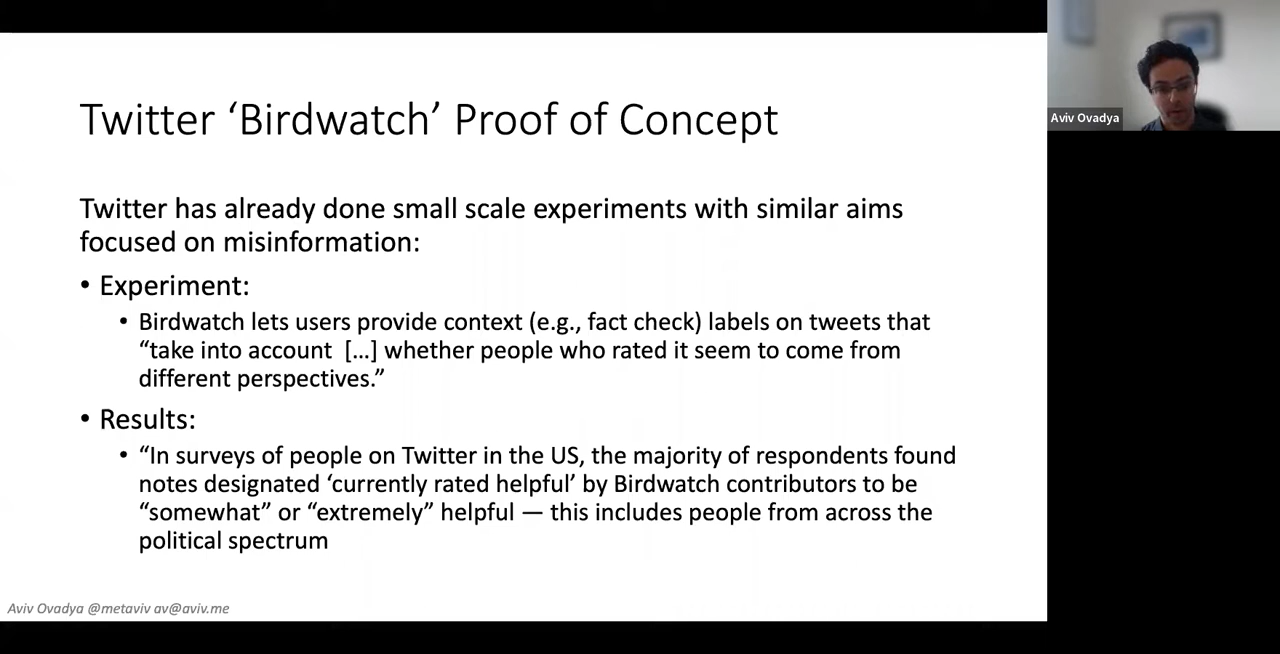 Twitter ‘Birdwatch’ Proof of Concept
Twitter has already done small scale experiments with similar aims
focused on misinformation:
• Experiment:
• Birdwatch lets users provide context (e.g., fact check) labels on tweets that
“take into account  […] whether people who rated it seem to come from
different perspectives.”
• Results:
• “In surveys of people on Twitter in the US, the majority of respondents found
notes designated ‘currently rated helpful’ by Birdwatch contributors to be
“somewhat” or “extremely” helpful — this includes people from across the
political spectrum
Aviv Ovadya @metaviv av@aviv.me
Aviv Ovadya